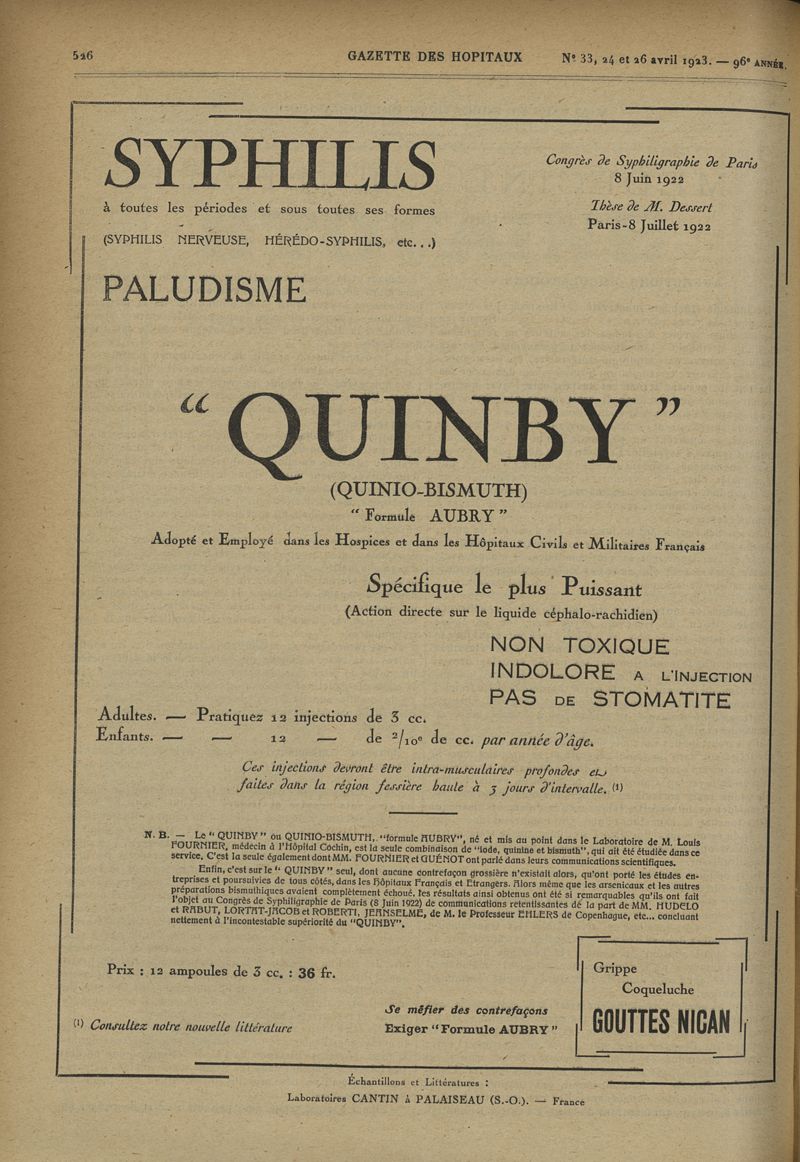 526
GAZETTE DES HOPITAUX
Nº 33, 24 et 26 avril 1923. — 96e ANNÉE.
SYPHILIS
à toutes les périodes et sous toutes ses formes
(SYPHILIS NERVEUSE, HÉRÉDO-SYPHILIS, etc...)
Congrès de Syphiligraphie de Paris
8 Juin 1922
Thèse de M. Dessert
Paris-8 Juillet 1922
PALUDISME
“ QUINBY ”
(QUINIO-BISMUTH)
“ Formule AUBRY ”
Adopté et Employé dans les Hospices et dans les Hôpitaux Civils et Militaires Français
Spécifique le plus Puissant
(Action directe sur le liquide céphalo-rachidien)
NON TOXIQUE
INDOLORE A L'INJECTION
PAS DE STOMATITE
Adultes. — Pratiquez 12 injections de 3 cc.
Enfants. — — 12 — de 2/10e de cc. par année d'âge.
Ces injections devront être intra-musculaires profondes et
faites dans la région fessière haute à 3 jours d'intervalle. (1)
N. B. — Le “ QUINBY ” ou QUINIO-BISMUTH, “formule AUBRY”, né et mis au point dans le Laboratoire de M. Louis
FOURNIER, médecin à l'Hôpital Cochin, est la seule combinaison de “iode, quinine et bismuth”, qui ait été étudiée dans ce
service. C'est la seule également dont MM. FOURNIER et GUÉNOT ont parlé dans leurs communications scientifiques.
Enfin, c'est sur le “ QUINBY ” seul, dont aucune contrefaçon grossière n'existait alors, qu'ont porté les études en-
treprises et poursuivies de tous côtés, dans les Hôpitaux Français et Etrangers. Alors même que les arsenicaux et les autres
préparations bismuthiques avaient complètement échoué, les résultats ainsi obtenus ont été si remarquables qu'ils ont fait
l'objet au Congrès de Syphiligraphie de Paris (8 Juin 1922) de communications retentissantes de la part de MM. HUDELO
et RABUT, LORTAT-JACOB et ROBERTI, JEANSELME, de M. le Professeur EHLERS de Copenhague, etc... concluant
nettement à l'incontestable supériorité du “QUINBY”.
Prix : 12 ampoules de 3 cc. : 36 fr.
(1) Consultez notre nouvelle littérature
Se méfier des contrefaçons
Exiger “Formule AUBRY ”
Grippe
Coqueluche
GOUTTES NICAN
Échantillons et Littératures :
Laboratoires CANTIN à PALAISEAU (S.-O.). — France